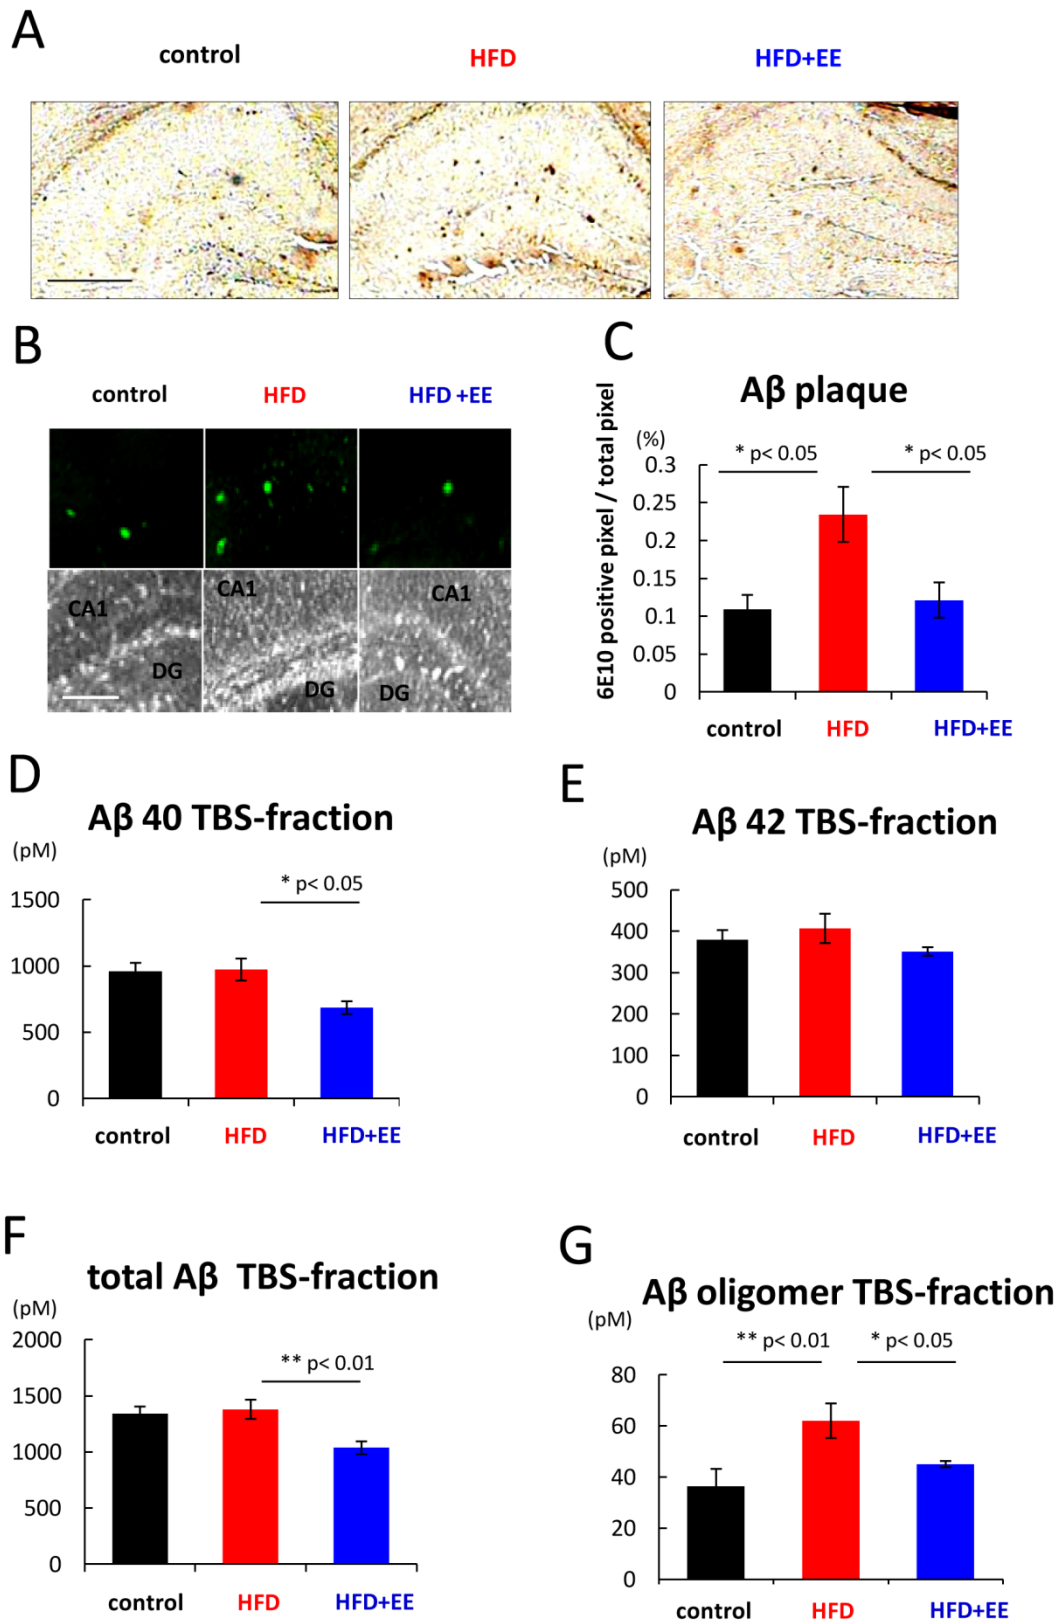 A
control
HFD
HFD+EE
B
control
HFD
HFD +EE
CA1
CA1
CA1
DG
DG
DG
C
Aβ plaque
6E10 positive pixel / total pixel
(%)
* p< 0.05
* p< 0.05
0.3
0.25
0.2
0.15
0.1
0.05
0
control
HFD
HFD+EE
D
Aβ 40 TBS-fraction
(pM)
* p< 0.05
1500
1000
500
0
control
HFD
HFD+EE
E
Aβ 42 TBS-fraction
(pM)
500
400
300
200
100
0
control
HFD
HFD+EE
F
total Aβ TBS-fraction
(pM)
** p< 0.01
2000
1500
1000
500
0
control
HFD
HFD+EE
G
Aβ oligomer TBS-fraction
(pM)
** p< 0.01
* p< 0.05
80
60
40
20
0
control
HFD
HFD+EE